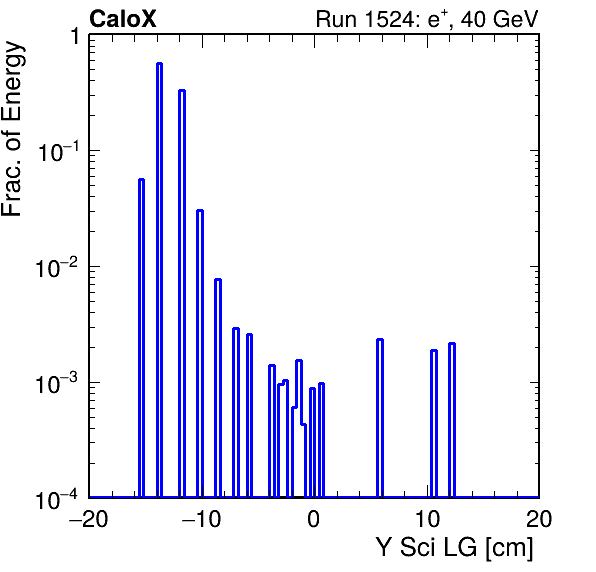 CaloX Run 1524: e⁺, 40 GeV
Frac. of Energy
1
10⁻¹
10⁻²
10⁻³
10⁻⁴
−20 −10 0 10 20
Y Sci LG [cm]